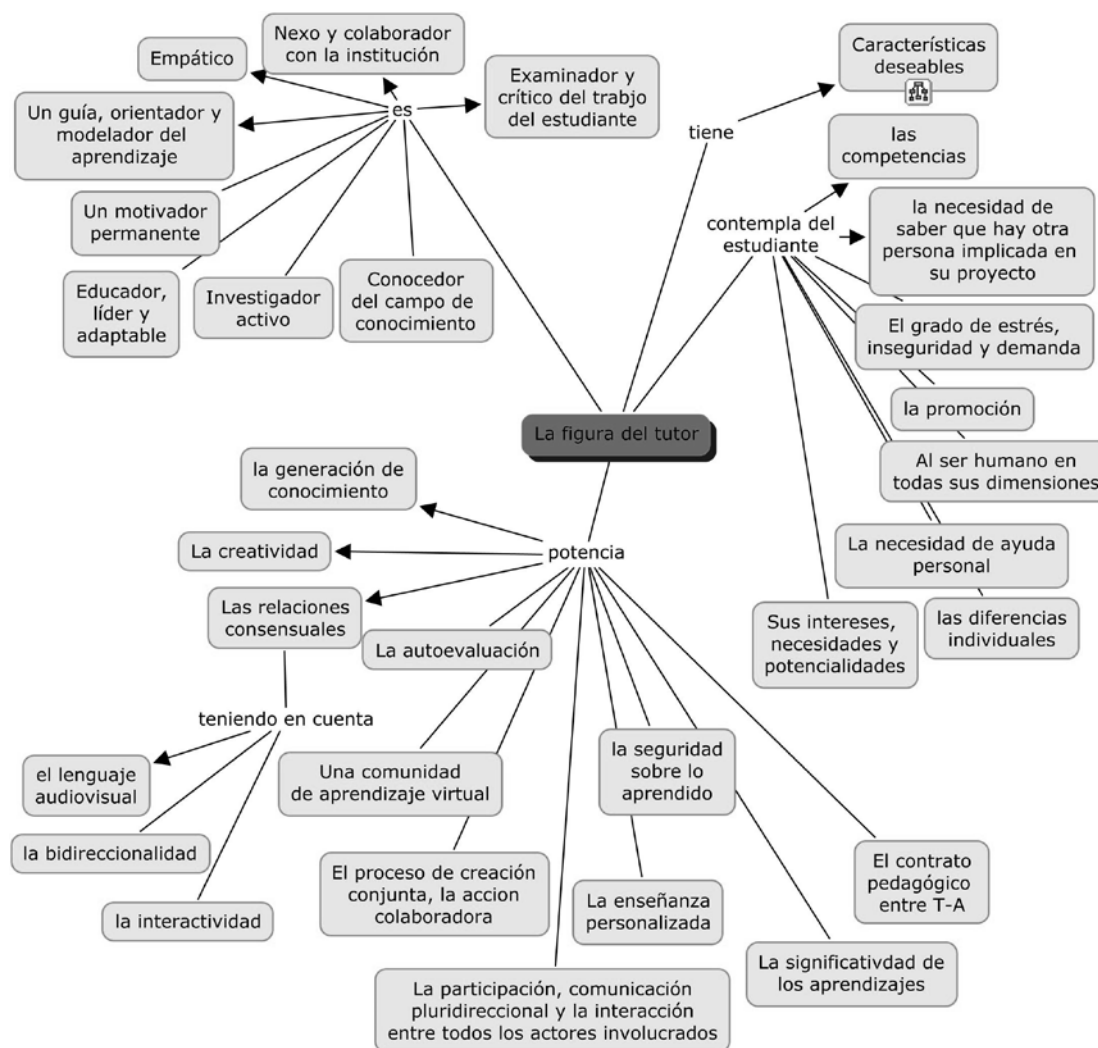 Nexo y colaborador
con la institución
Empático
Examinador y
crítico del trabjo
del estudiante
Un guía, orientador y
modelador del
aprendizaje
es
Un motivador
permanente
Educador,
líder y
adaptable
Investigador
activo
Conocedor
del campo de
conocimiento
Características
deseables
tiene
las
competencias
contempla del
estudiante
la necesidad de
saber que hay otra
persona implicada en
su proyecto
El grado de estrés,
inseguridad y demanda
la promoción
Al ser humano en
todas sus dimensiones
La necesidad de ayuda
personal
las diferencias
individuales
Sus intereses,
necesidades y
potencialidades
La figura del tutor
la generación de
conocimiento
La creatividad
potencia
Las relaciones
consensuales
La autoevaluación
teniendo en cuenta
el lenguaje
audiovisual
la bidireccionalidad
la interactividad
Una comunidad
de aprendizaje virtual
la seguridad
sobre lo
aprendido
El proceso de creación
conjunta, la accion
colaboradora
La enseñanza
personalizada
El contrato
pedagógico
entre T-A
La participación, comunicación
pluridireccional y la interacción
entre todos los actores involucrados
La significativdad de
los aprendizajes